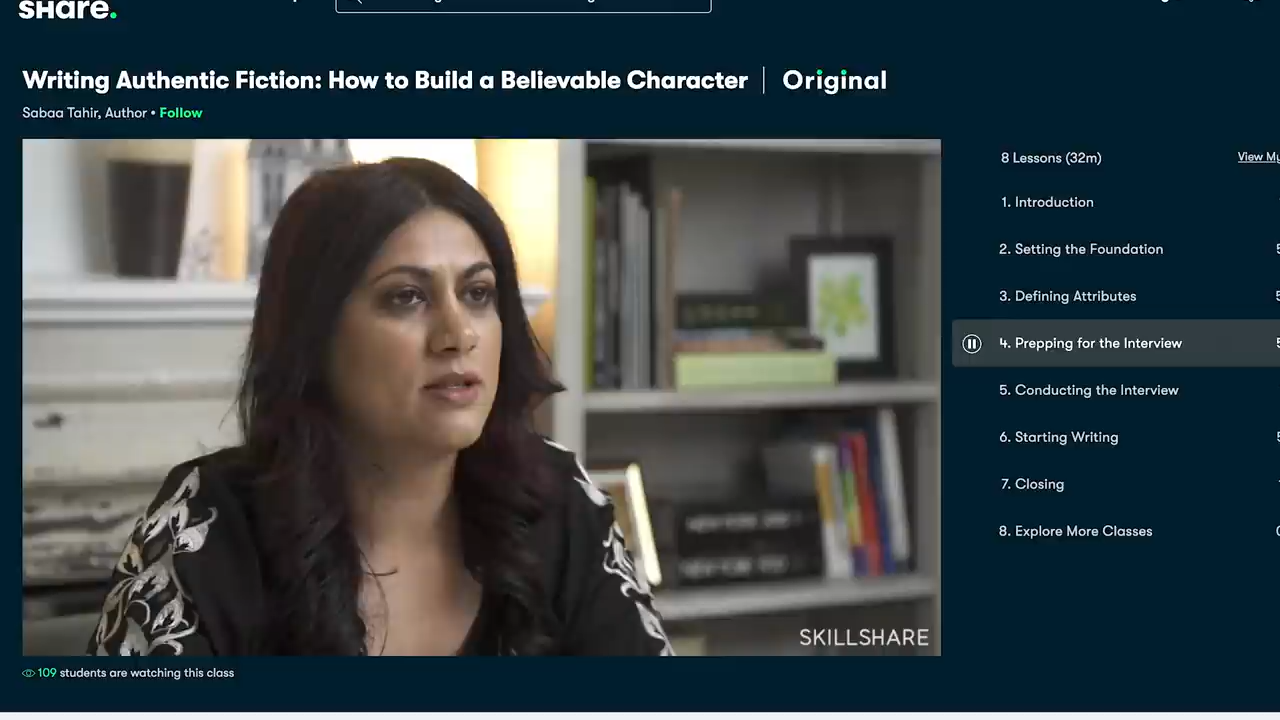 SHare.
Writing Authentic Fiction: How to Build a Believable Character | Original
Sabaa Tahir, Author • Follow
8 Lessons (32m)
View Mu
1. Introduction
2. Setting the Foundation
3. Defining Attributes
4. Prepping for the Interview
5. Conducting the Interview
6. Starting Writing
7. Closing
8. Explore More Classes
SKILLSHARE
109 students are watching this class